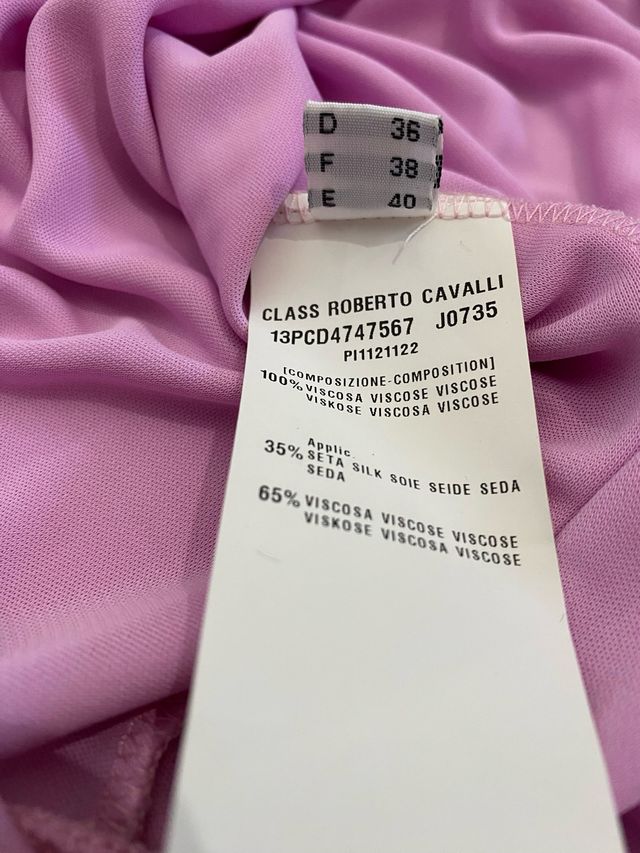 D 36
F 38
E 40
CLASS ROBERTO CAVALLI
13PCD4747567 J0735
PI1121122
[COMPOSIZIONE-COMPOSITION]
100% VISCOSA VISCOSE VISCOSE
VISKOSE VISCOSA VISCOSE
Applic.
35% SETA SILK SOIE SEIDE SEDA
SEDA
65% VISCOSA VISCOSE VISCOSE
VISKOSE VISCOSA VISCOSE